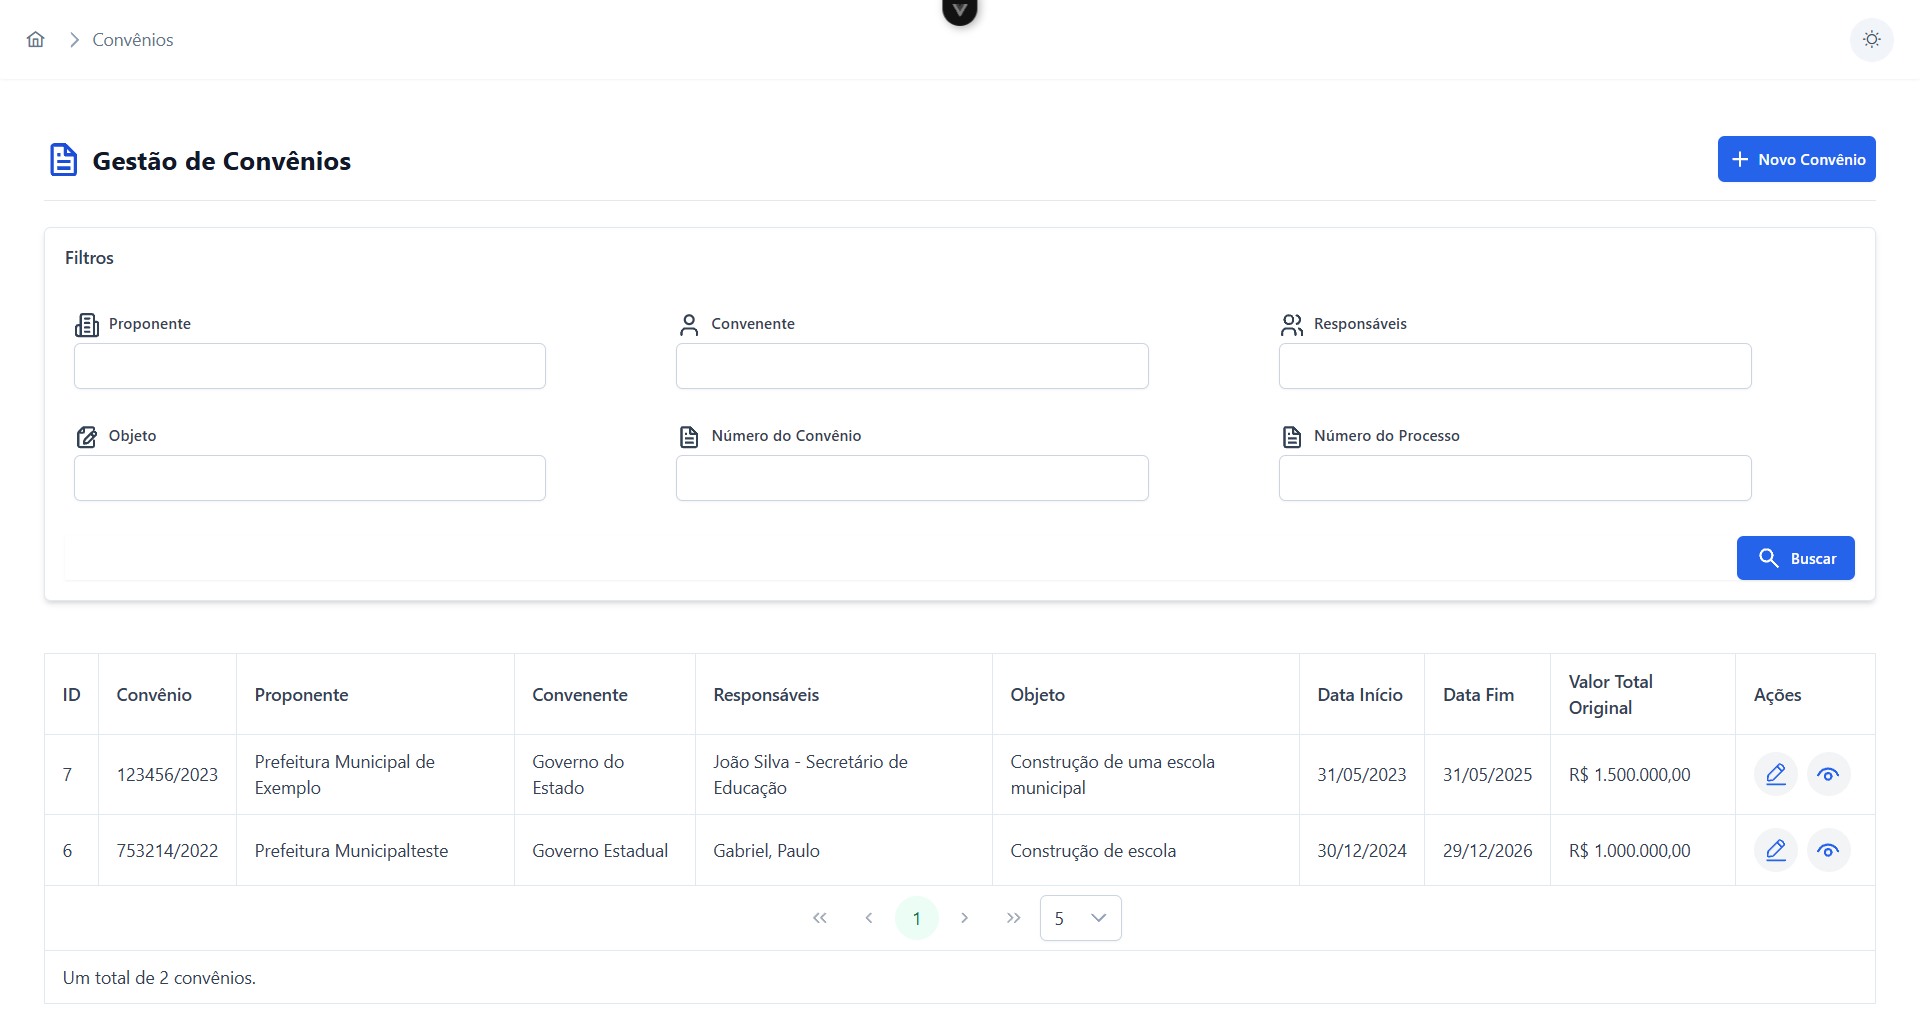 Convênios
Gestão de Convênios
Novo Convênio
Filtros
Proponente
Convenente
Responsáveis
Objeto
Número do Convênio
Número do Processo
Buscar
ID Convênio Proponente Convenente Responsáveis Objeto Data Início Data Fim Valor Total Original Ações
7 123456/2023 Prefeitura Municipal de Exemplo Governo do Estado João Silva - Secretário de Educação Construção de uma escola municipal 31/05/2023 31/05/2025 R$ 1.500.000,00
6 753214/2022 Prefeitura Municipalteste Governo Estadual Gabriel, Paulo Construção de escola 30/12/2024 29/12/2026 R$ 1.000.000,00
1 5
Um total de 2 convênios.